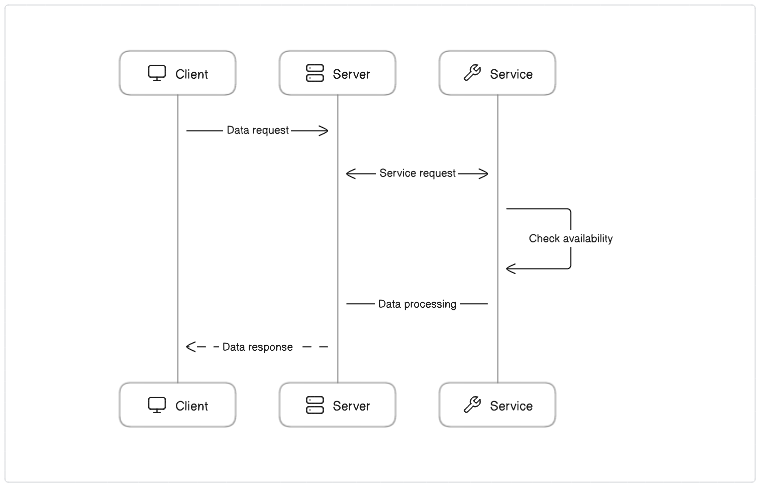 Client
Server
Service
Data request
Service request
Check availability
Data processing
Data response
Client
Server
Service